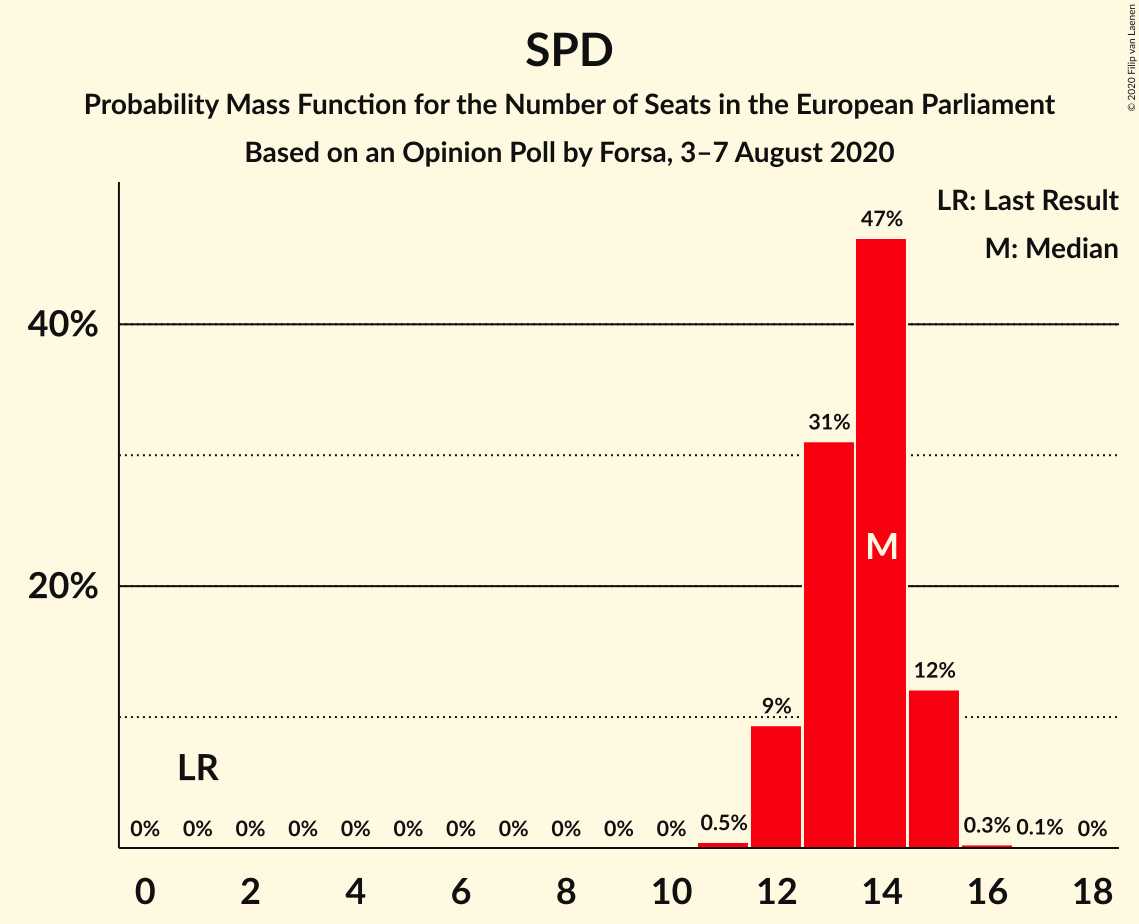 SPD
Probability Mass Function for the Number of Seats in the European Parliament
Based on an Opinion Poll by Forsa, 3–7 August 2020
© 2020 Filip van Laenen
LR: Last Result
M: Median
47%
40%
31%
M
20%
12%
9%
LR
0% 0% 0% 0% 0% 0% 0% 0% 0% 0% 0% 0.5% 0.3% 0.1% 0%
0 2 4 6 8 10 12 14 16 18